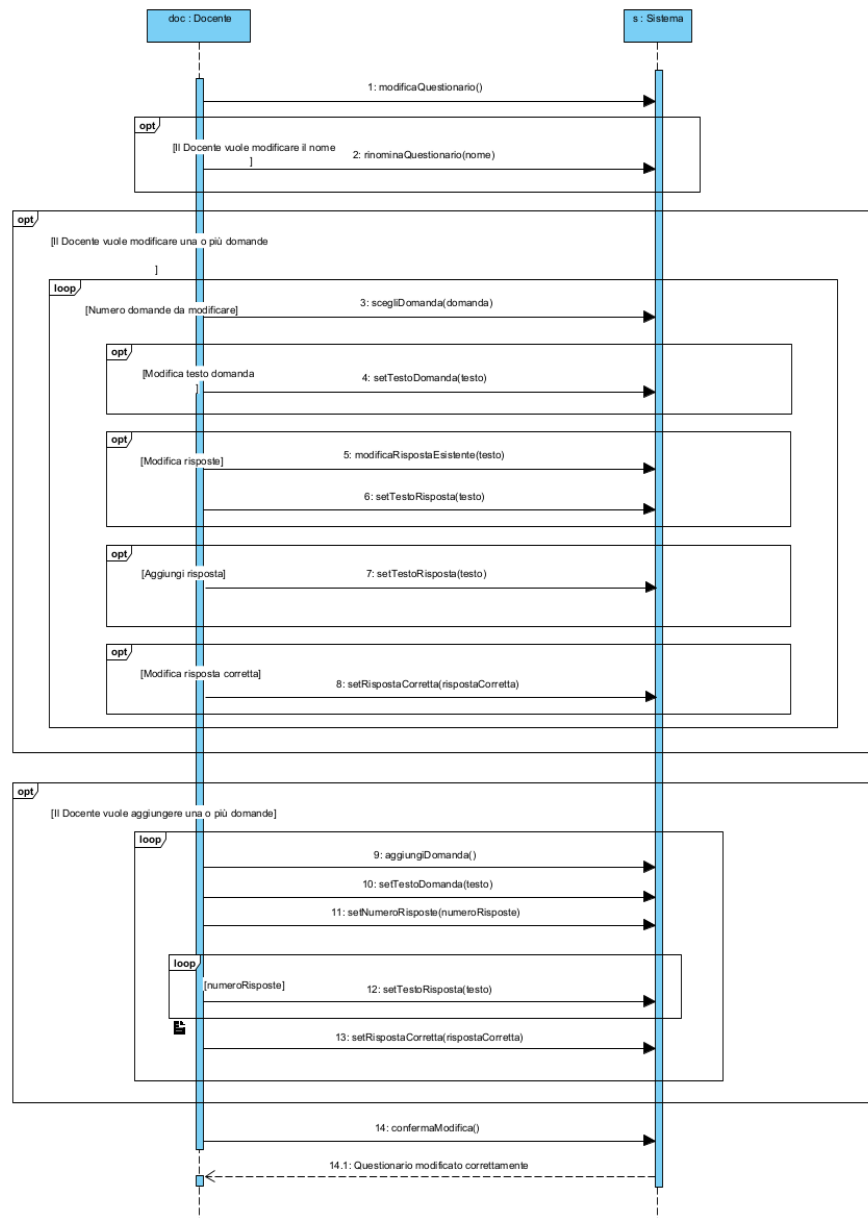 doc : Docente
s : Sistema
1: modificaQuestionario()
opt
[Il Docente vuole modificare il nome
]
2: rinominaQuestionario(nome)
opt
[Il Docente vuole modificare una o più domande
]
loop
[Numero domande da modificare]
3: scegliDomanda(domanda)
opt
[Modifica testo domanda
]
4: setTestoDomanda(testo)
opt
[Modifica risposte]
5: modificaRispostaEsistente(testo)
6: setTestoRisposta(testo)
opt
[Aggiungi risposta]
7: setTestoRisposta(testo)
opt
[Modifica risposta corretta]
8: setRispostaCorretta(rispostaCorretta)
opt
[Il Docente vuole aggiungere una o più domande]
loop
9: aggiungiDomanda()
10: setTestoDomanda(testo)
11: setNumeroRisposte(numeroRisposte)
loop
[numeroRisposte]
12: setTestoRisposta(testo)
13: setRispostaCorretta(rispostaCorretta)
14: confermaModifica()
14.1: Questionario modificato correttamente